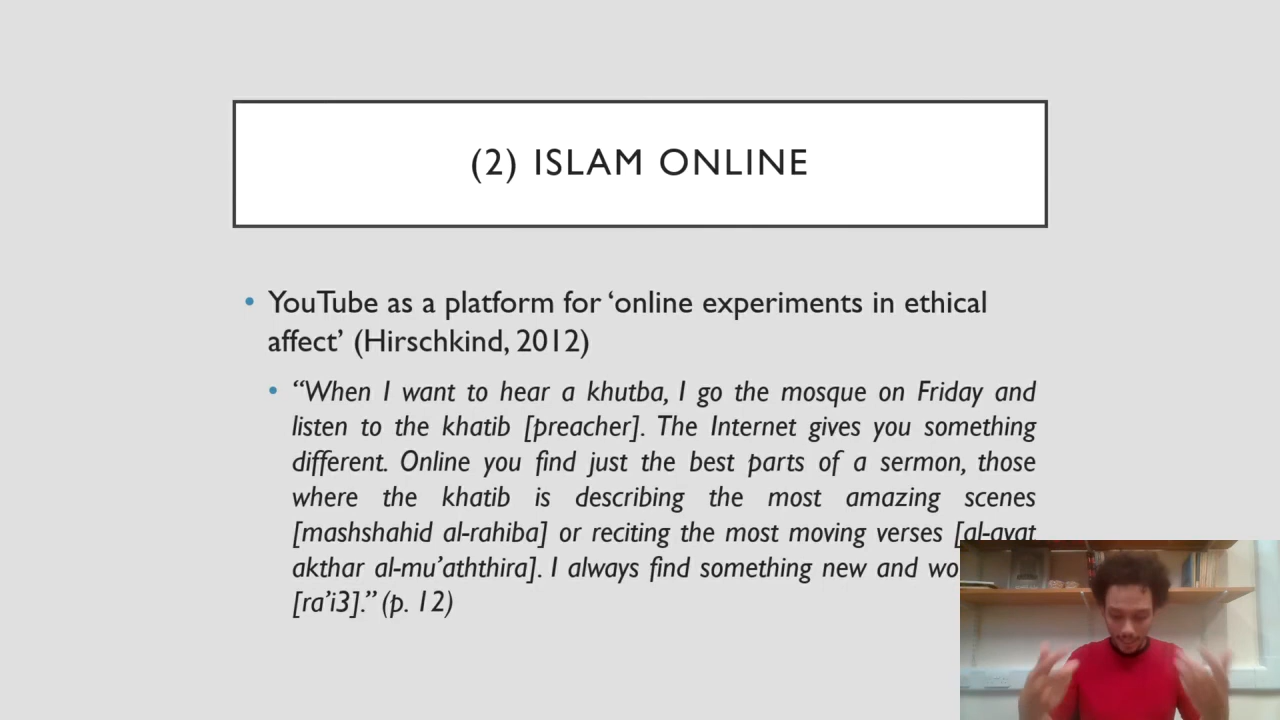 (2) ISLAM ONLINE
• YouTube as a platform for ‘online experiments in ethical
affect’ (Hirschkind, 2012)
• “When I want to hear a khutba, I go the mosque on Friday and
listen to the khatib [preacher]. The Internet gives you something
different. Online you find just the best parts of a sermon, those
where the khatib is describing the most amazing scenes
[mashshahid al-rahiba] or reciting the most moving verses [al-ayat
akthar al-mu’aththira]. I always find something new and
[ra’i3].” (p. 12)